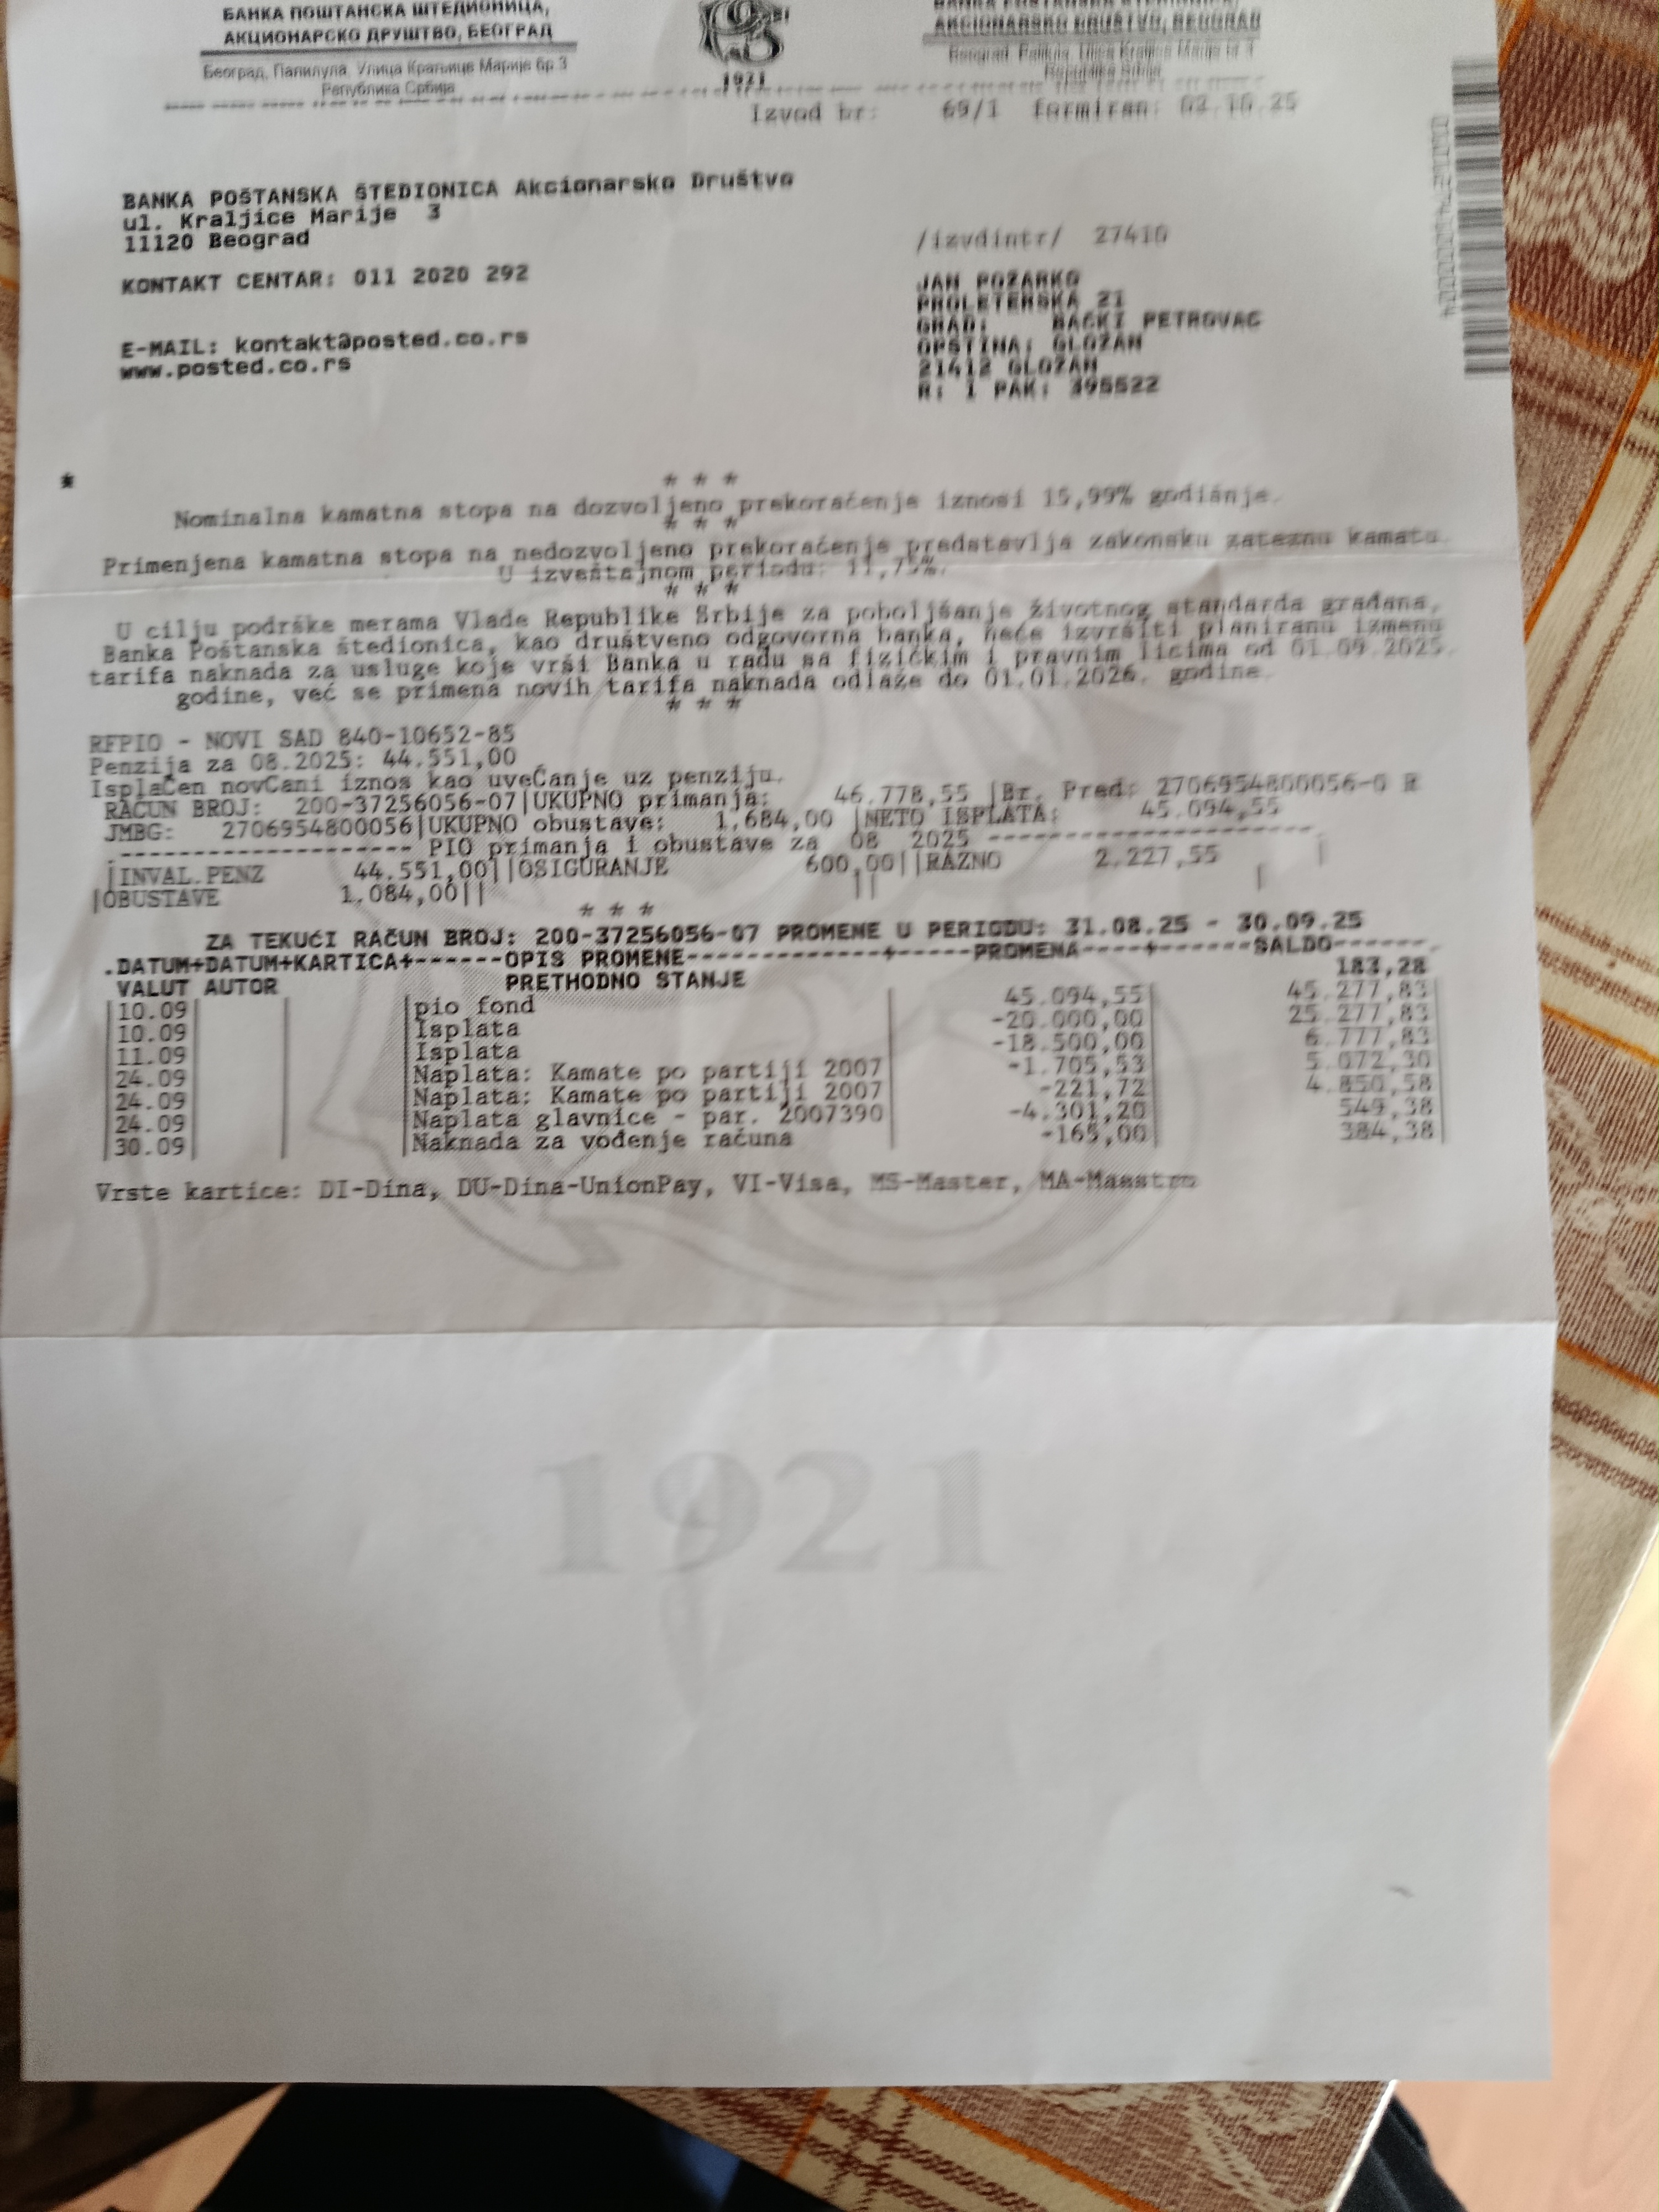 БАНКА ПОШТАНСКА ШТЕДИОНИЦА,
АКЦИОНАРСКО ДРУШТВО, БЕОГРАД
Београд, Палилула, Улица Краљице Марије бр.3
Република Србија
1921
AKCIONARSKO DRUŠTVO, BEOGRAD
Beograd, Palilula, Ulica Kraljice Marije br.3
Republika Srbija
Izvod br: 69/1 formiran: 02.10.25
BANKA POŠTANSKA ŠTEDIONICA Akcionarsko Društvo
ul. Kraljice Marije 3
11120 Beograd
KONTAKT CENTAR: 011 2020 292
E-MAIL: kontakt@posted.co.rs
www.posted.co.rs
/izvdintr/ 27410
JAN POZARKO
PROLETERSKA 21
GRAD: BAČKI PETROVAC
OPŠTINA: GLOŽAN
21412 GLOŽAN
R: 1 PAK: 395522
*
* * *
Nominalna kamatna stopa na dozvoljeno prekoračenje iznosi 15,99% godišnje.
* * *
Primenjena kamatna stopa na nedozvoljeno prekoračenje predstavlja zakonsku zateznu kamatu.
U izveštajnom periodu: 11,75%.
* * *
U cilju podrške merama Vlade Republike Srbije za poboljšanje životnog standarda građana,
Banka Poštanska štedionica, kao društveno odgovorna banka, neće izvršiti planiranu izmenu
tarifa naknada za usluge koje vrši Banka u radu sa fizičkim i pravnim licima od 01.09.2025.
godine, već se primena novih tarifa naknada odlaže do 01.01.2026. godine.
* * *
RFPIO - NOVI SAD 840-10652-85
Penzija za 08.2025: 44.551,00
IsplaĆen novČani iznos kao uveĆanje uz penziju.
RAČUN BROJ: 200-37256056-07|UKUPNO primanja: 46.778,55 |Br. Pred: 2706954800056-0 R
JMBG: 2706954800056|UKUPNO obustave: 1.684,00 |NETO ISPLATA: 45.094,55
-------------------- PIO primanja i obustave za 08 2025 --------------------
|INVAL.PENZ 44.551,00||OSIGURANJE 600,00||RAZNO 2.227,55 |
|OBUSTAVE 1.084,00|| || |
* * *
ZA TEKUĆI RAČUN BROJ: 200-37256056-07 PROMENE U PERIODU: 31.08.25 - 30.09.25
.DATUM+DATUM+KARTICA+------OPIS PROMENE-------------+-----PROMENA----+-------SALDO------.
VALUT AUTOR PRETHODNO STANJE 183,28
|10.09| | |pio fond | 45.094,55| 45.277,83|
|10.09| | |Isplata | -20.000,00| 25.277,83|
|11.09| | |Isplata | -18.500,00| 6.777,83|
|24.09| | |Naplata: Kamate po partiji 2007| -1.705,53| 5.072,30|
|24.09| | |Naplata: Kamate po partiji 2007| -221,72| 4.850,58|
|24.09| | |Naplata glavnice - par. 2007390| -4.301,20| 549,38|
|30.09| | |Naknada za vođenje računa | -165,00| 384,38|
Vrste kartice: DI-Dina, DU-Dina-UnionPay, VI-Visa, MS-Master, MA-Maestro
1921